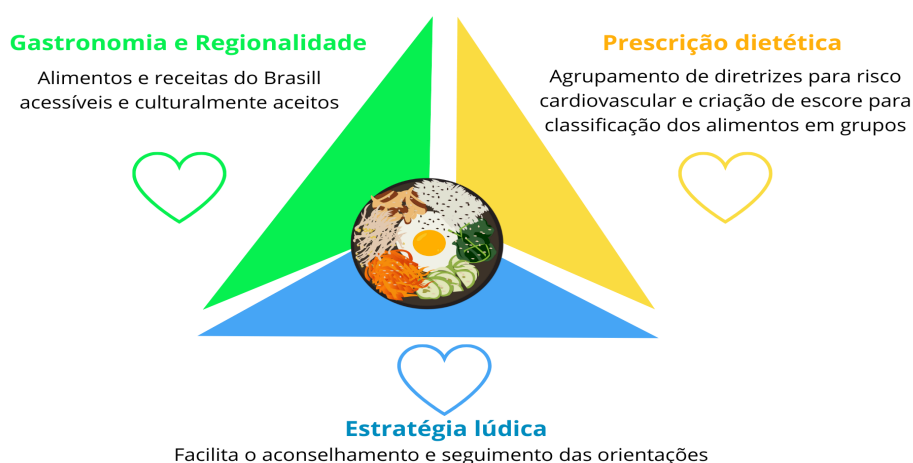 Gastronomia e Regionalidade
Alimentos e receitas do Brasill
acessíveis e culturalmente aceitos
Prescrição dietética
Agrupamento de diretrizes para risco
cardiovascular e criação de escore para
classificação dos alimentos em grupos
Estratégia lúdica
Facilita o aconselhamento e seguimento das orientações